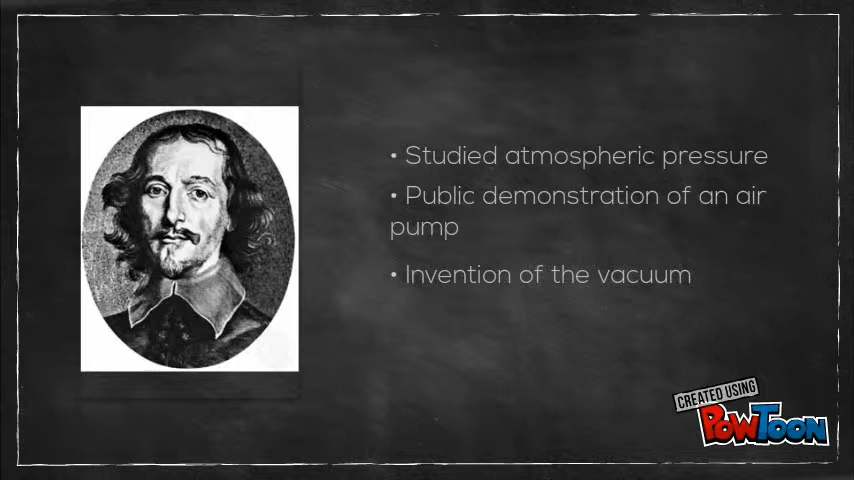 • Studied atmospheric pressure
• Public demonstration of an air
pump
• Invention of the vacuum
CREATED USING
POWTOON